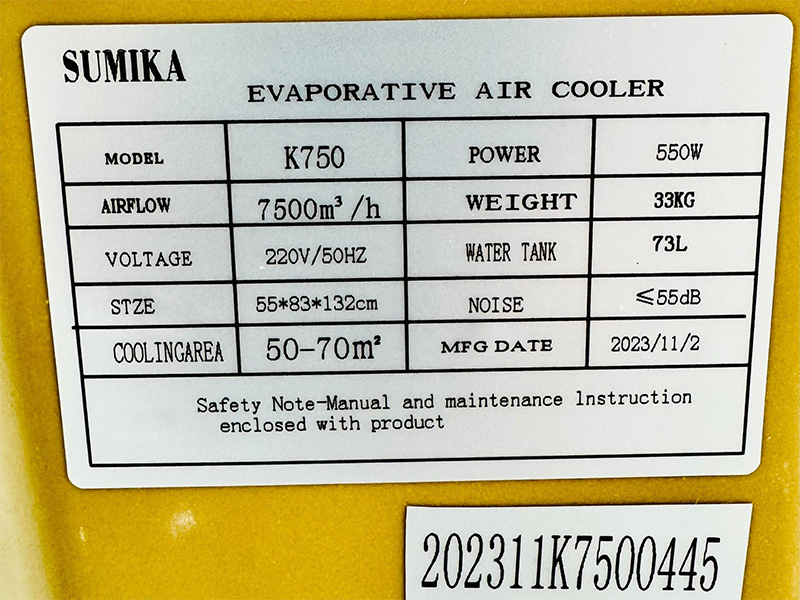 SUMIKA
EVAPORATIVE AIR COOLER
MODEL K750 POWER 550W
AIRFLOW 7500m³/h WEIGHT 33KG
VOLTAGE 220V/50HZ WATER TANK 73L
STZE 55*83*132cm NOISE ≤55dB
COOLINGAREA 50-70m² MFG DATE 2023/11/2
Safety Note-Manual and maintenance lnstruction
enclosed with product
202311K7500445